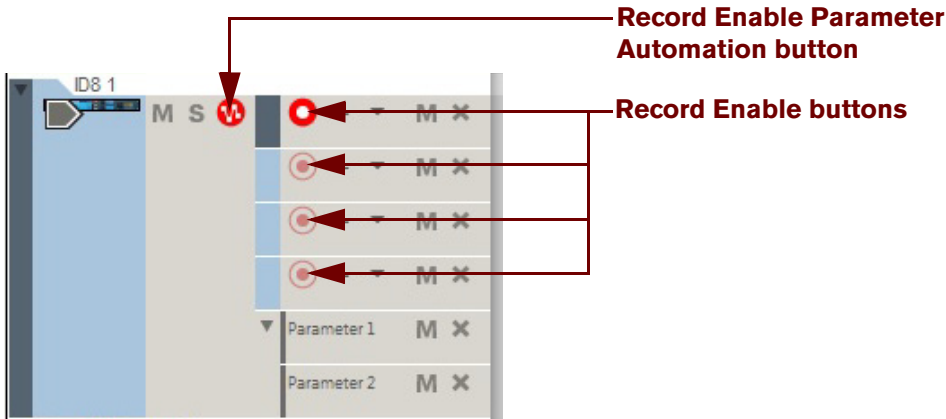 Record Enable Parameter
Automation button
ID8 1
M S M X
Record Enable buttons
M X
M X
M X
Parameter 1 M X
Parameter 2 M X